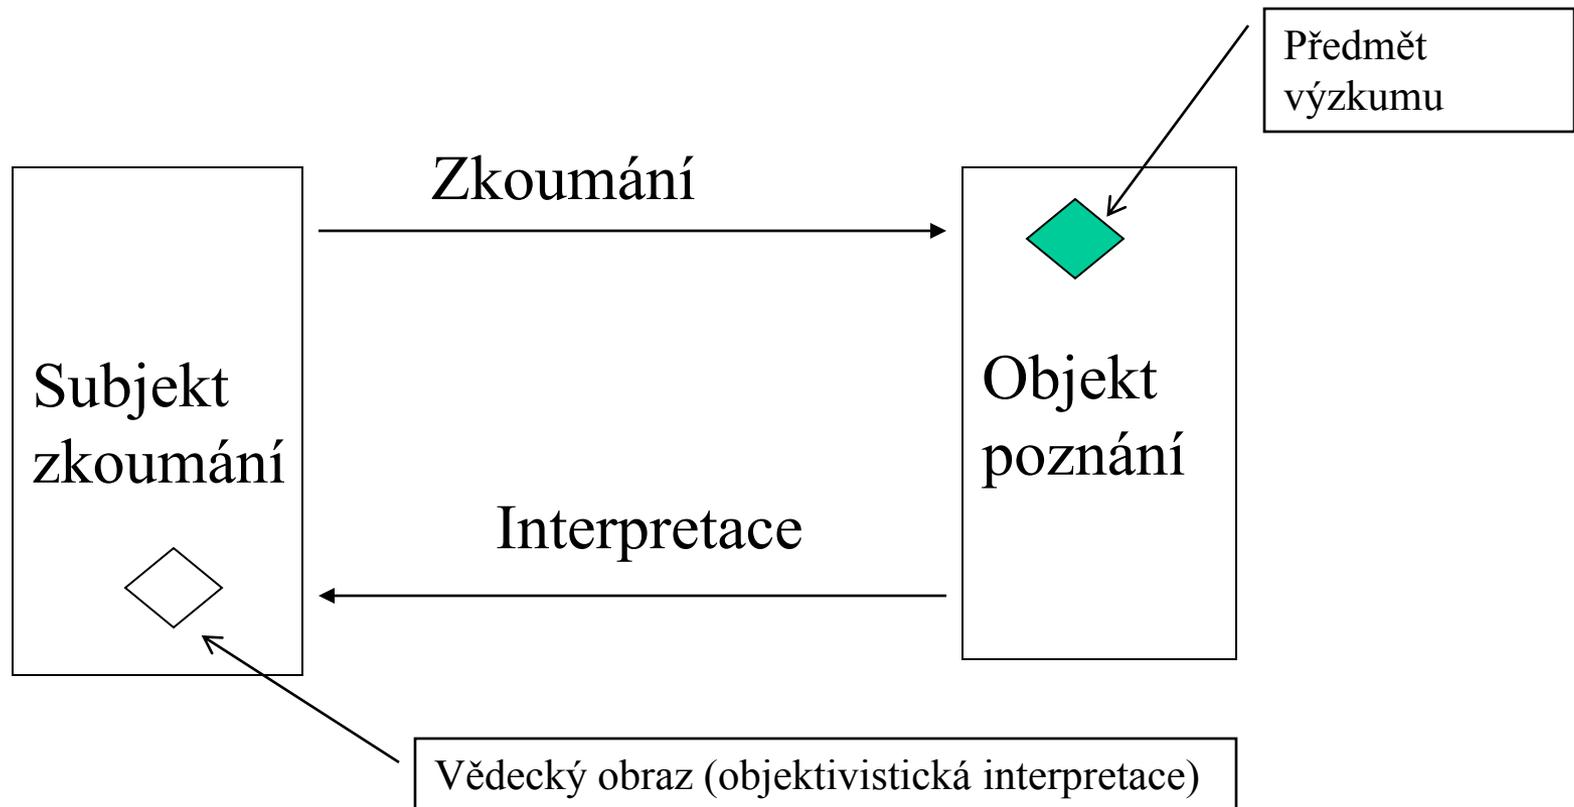 Předmět
výzkumu
Zkoumání
Subjekt
zkoumání
Objekt
poznání
Interpretace
Vědecký obraz (objektivistická interpretace)